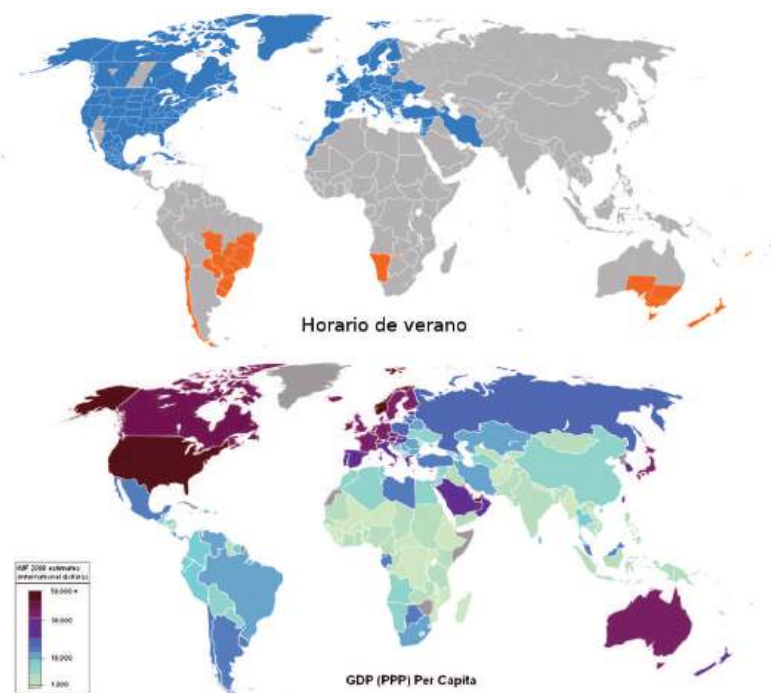 Horario de verano
IMF 2008 estimates
(international dollars)
50,000 +
30,000
10,000
1,000
GDP (PPP) Per Capita